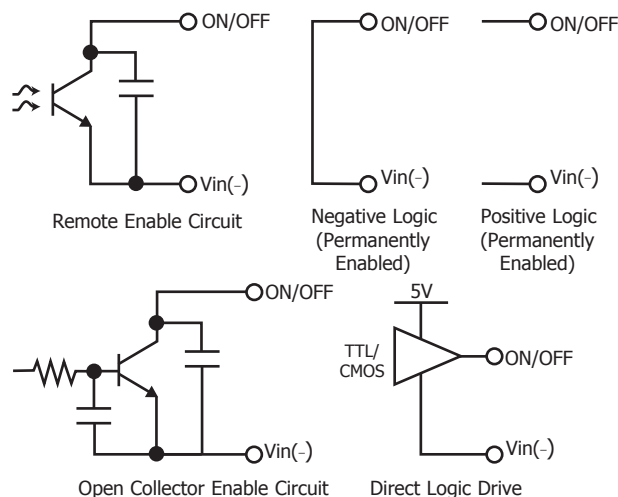 ON/OFF
Vin(-)
Remote Enable Circuit
ON/OFF
Vin(-)
Negative Logic
(Permanently
Enabled)
ON/OFF
Vin(-)
Positive Logic
(Permanently
Enabled)
ON/OFF
Vin(-)
Open Collector Enable Circuit
5V
TTL/
CMOS
ON/OFF
Vin(-)
Direct Logic Drive